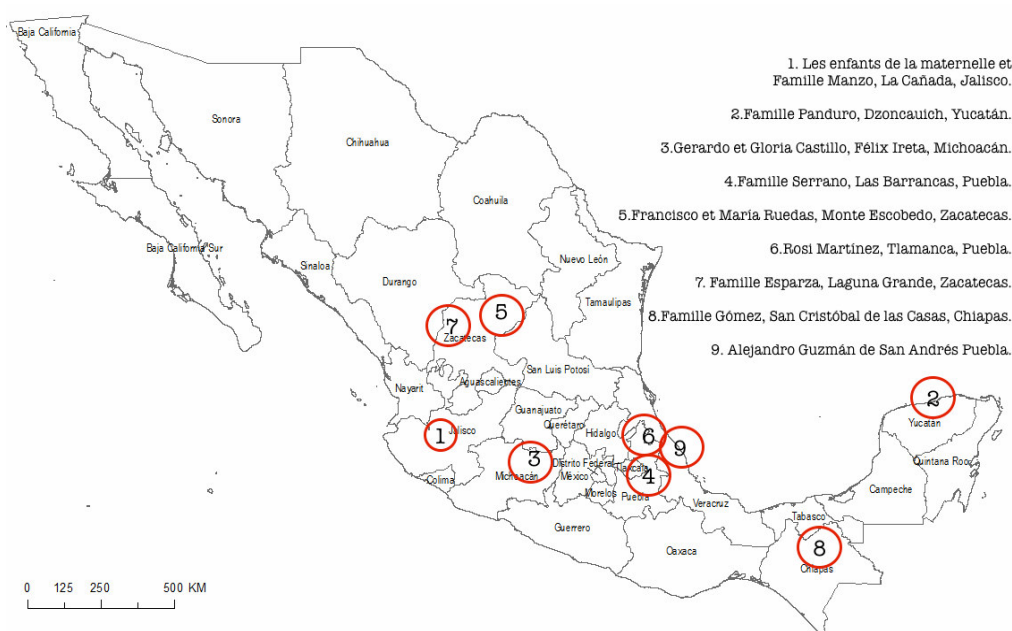 Baja California
Sonora
Chihuahua
Coahuila
Baja California Sur
Sinaloa
Durango
Nuevo León
Tamaulipas
Zacatecas
San Luis Potosí
Nayarit
Aguascalientes
Jalisco
Guanajuato
Querétaro
Hidalgo
Colima
Michoacán
Distrito Federal
México
Tlaxcala
Morelos
Puebla
Veracruz
Guerrero
Oaxaca
Tabasco
Chiapas
Campeche
Yucatán
Quintana Roo
5
7
1
3
6
9
4
2
8
1. Les enfants de la maternelle et
Famille Manzo, La Cañada, Jalisco.
2.Famille Panduro, Dzoncauich, Yucatán.
3.Gerardo et Gloria Castillo, Félix Ireta, Michoacán.
4.Famille Serrano, Las Barrancas, Puebla.
5.Francisco et María Ruedas, Monte Escobedo, Zacatecas.
6.Rosi Martínez, Tlamanca, Puebla.
7. Famille Esparza, Laguna Grande, Zacatecas.
8.Famille Gómez, San Cristóbal de las Casas, Chiapas.
9. Alejandro Guzmán de San Andrés Puebla.
0 125 250 500 KM